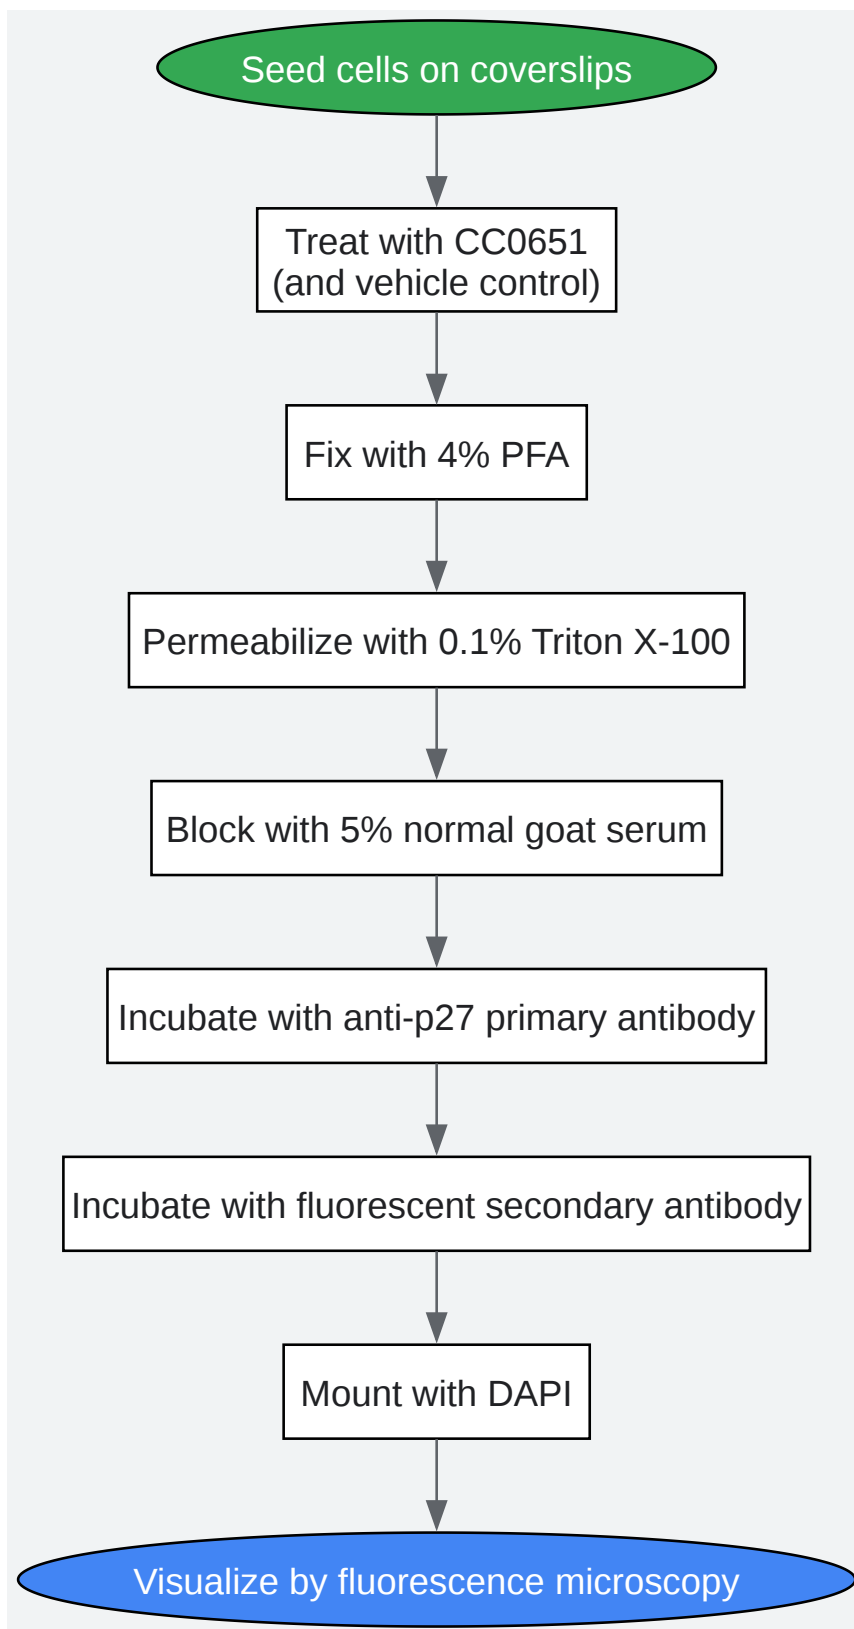 Seed cells on coverslips
Treat with CC0651
(and vehicle control)
Fix with 4% PFA
Permeabilize with 0.1% Triton X-100
Block with 5% normal goat serum
Incubate with anti-p27 primary antibody
Incubate with fluorescent secondary antibody
Mount with DAPI
Visualize by fluorescence microscopy